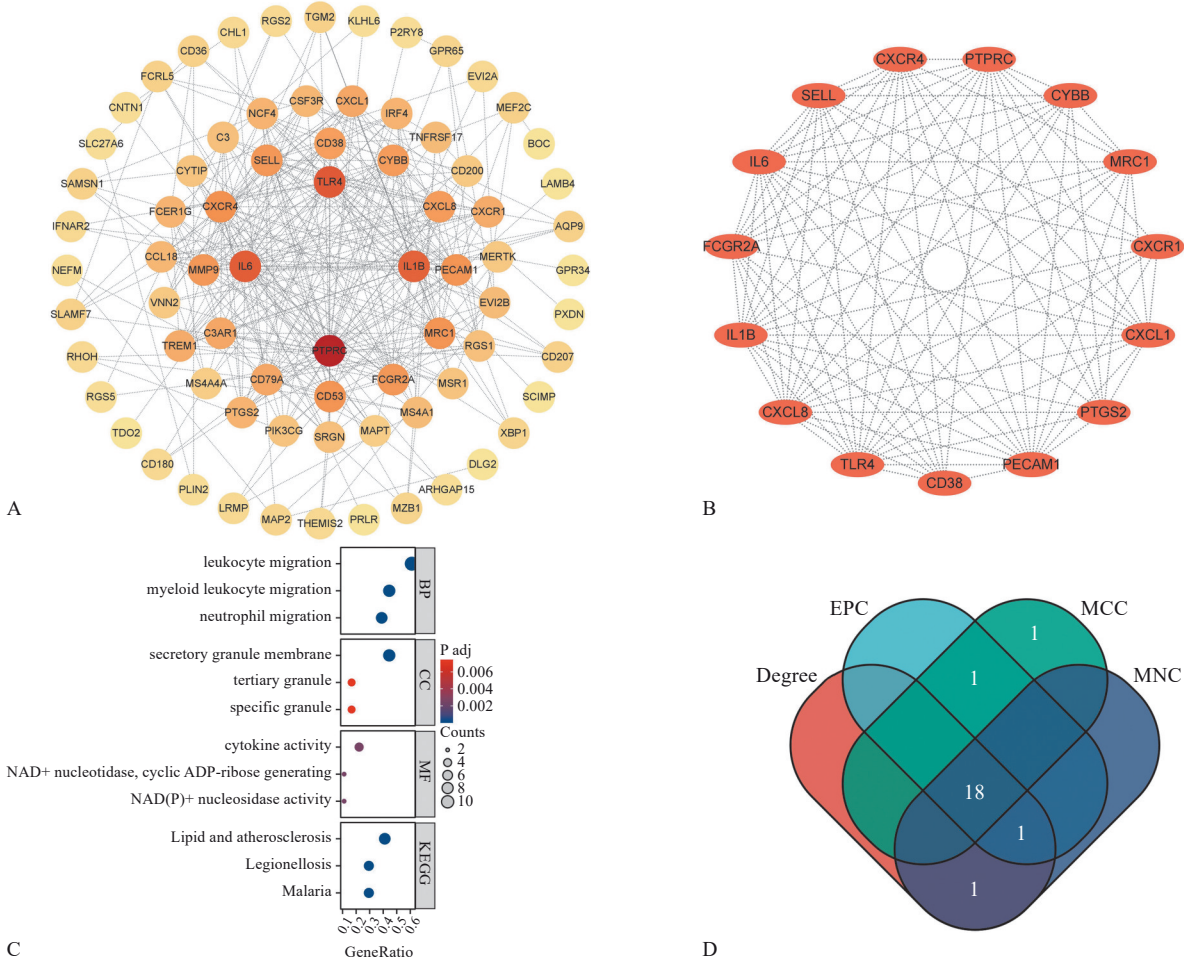 TGM2
RGS2
KLHL6
CHL1
P2RY8
CD36
GPR65
FCRL5
EVI2A
CNTN1
MEF2C
SLC27A6
BOC
SAMSN1
LAMB4
IFNAR2
AQP9
NEFM
GPR34
SLAMF7
PXDN
RHOH
CD207
RGS5
SCIMP
TDO2
XBP1
CD180
DLG2
PLIN2
ARHGAP15
LRMP
MZB1
MAP2
THEMIS2
PRLR
CSF3R
CXCL1
NCF4
IRF4
C3
TNFRSF17
CYTIP
CD200
FCER1G
CXCR1
CCL18
MERTK
VNN2
EVI2B
TREM1
RGS1
MS4A4A
MSR1
PTGS2
MS4A1
PIK3CG
SRGN
MAPT
CD38
SELL
CYBB
CXCR4
CXCL8
MMP9
PECAM1
C3AR1
MRC1
CD79A
FCGR2A
CD53
TLR4
IL6
IL1B
PTPRC
A
CXCR4
PTPRC
SELL
CYBB
IL6
MRC1
FCGR2A
CXCR1
IL1B
CXCL1
CXCL8
PTGS2
TLR4
PECAM1
CD38
B
leukocyte migration
myeloid leukocyte migration
neutrophil migration
BP
secretory granule membrane
tertiary granule
specific granule
CC
cytokine activity
NAD+ nucleotidase, cyclic ADP-ribose generating
NAD(P)+ nucleosidase activity
MF
Lipid and atherosclerosis
Legionellosis
Malaria
KEGG
0.1
0.2
0.3
0.4
0.5
0.6
GeneRatio
P adj
0.006
0.004
0.002
Counts
2
4
6
8
10
C
EPC
MCC
Degree
MNC
1
1
18
1
1
D